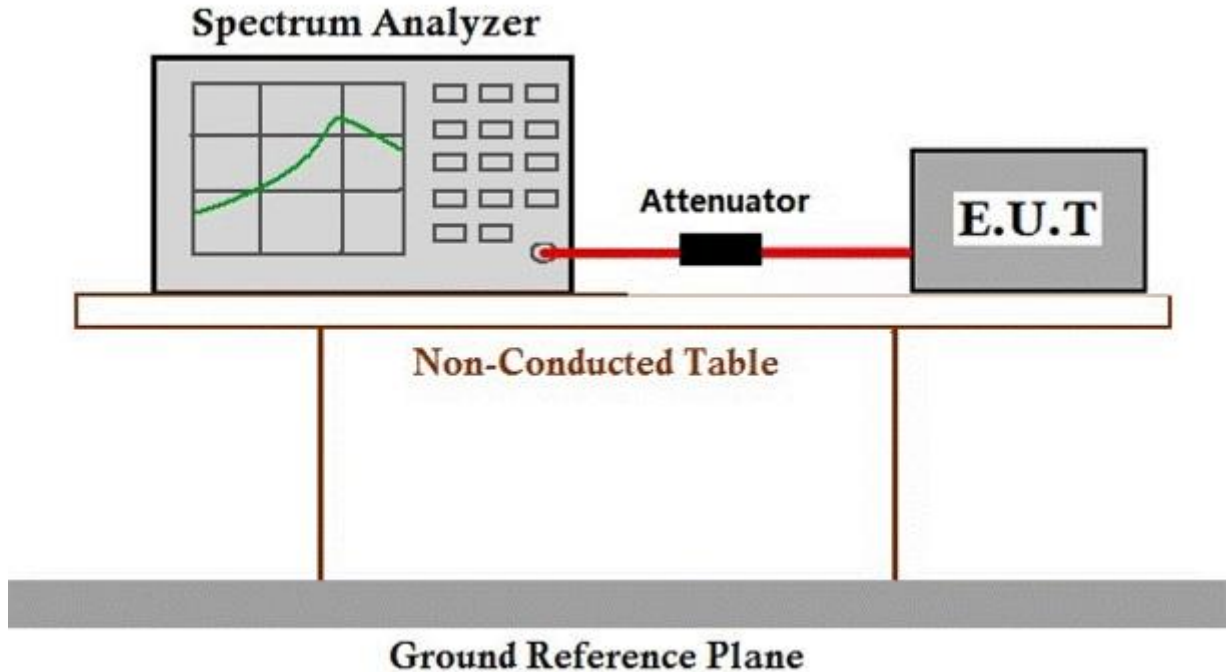 Spectrum Analyzer
Attenuator
E.U.T
Non-Conducted Table
Ground Reference Plane